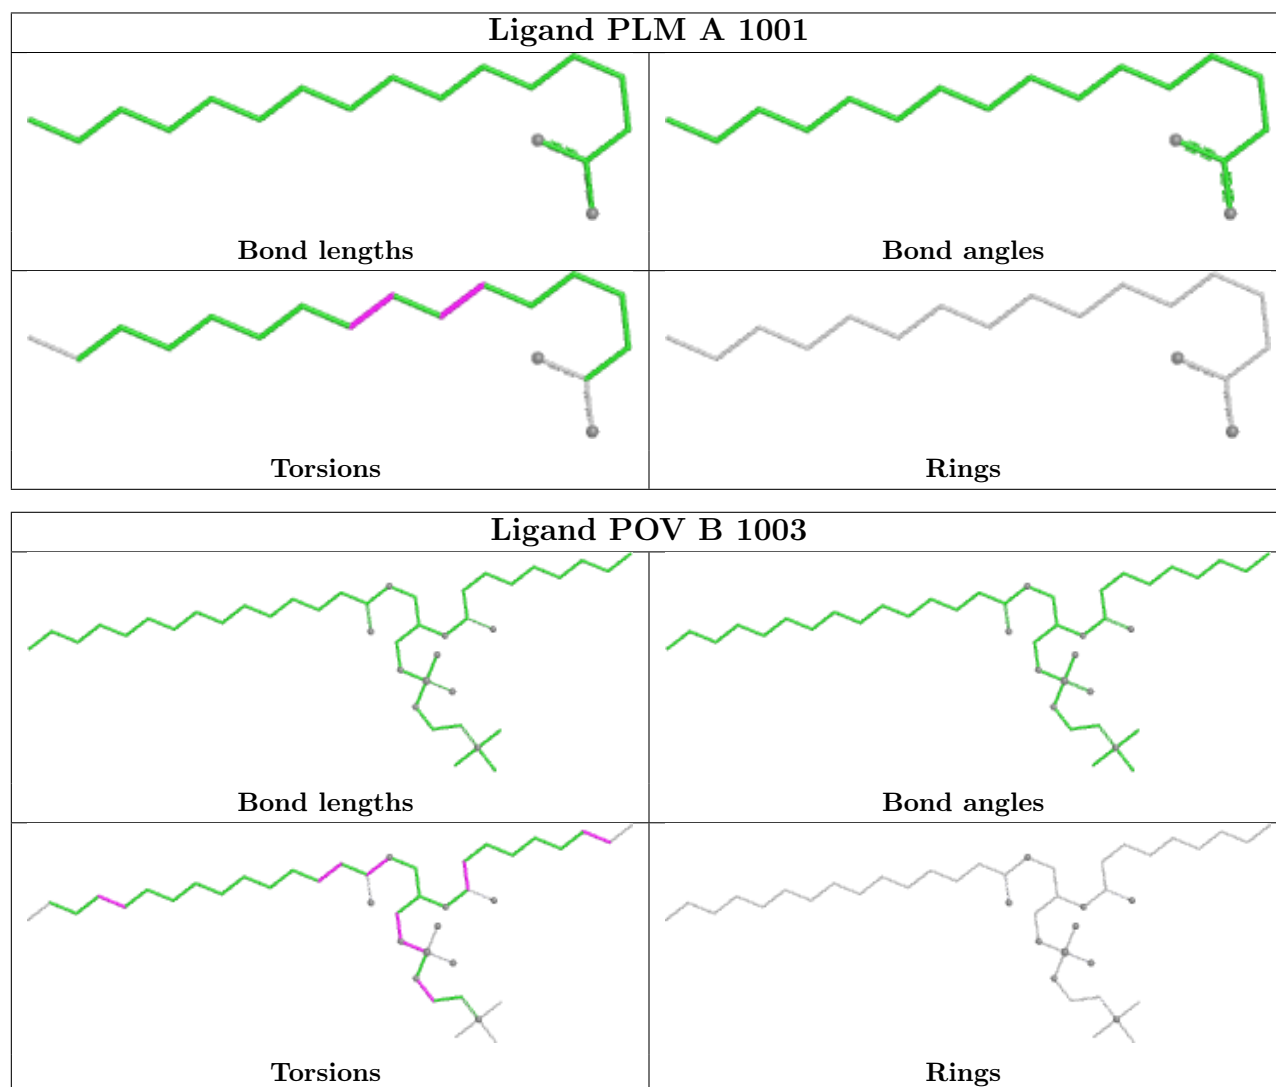 Ligand PLM A 1001
Bond lengths
Bond angles
Torsions
Rings
Ligand POV B 1003
Bond lengths
Bond angles
Torsions
Rings